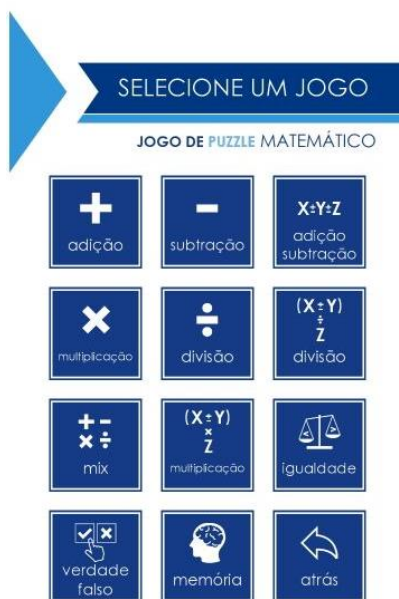 SELECIONE UM JOGO
JOGO DE PUZZLE MATEMÁTICO
+
adição
-
subtração
X±Y±Z
adição
subtração
×
multiplicação
÷
divisão
(X±Y)
÷
Z
divisão
+ -
× ÷
mix
(X±Y)
×
Z
multiplicação
< >
igualdade
verdade
falso
memória
atrás